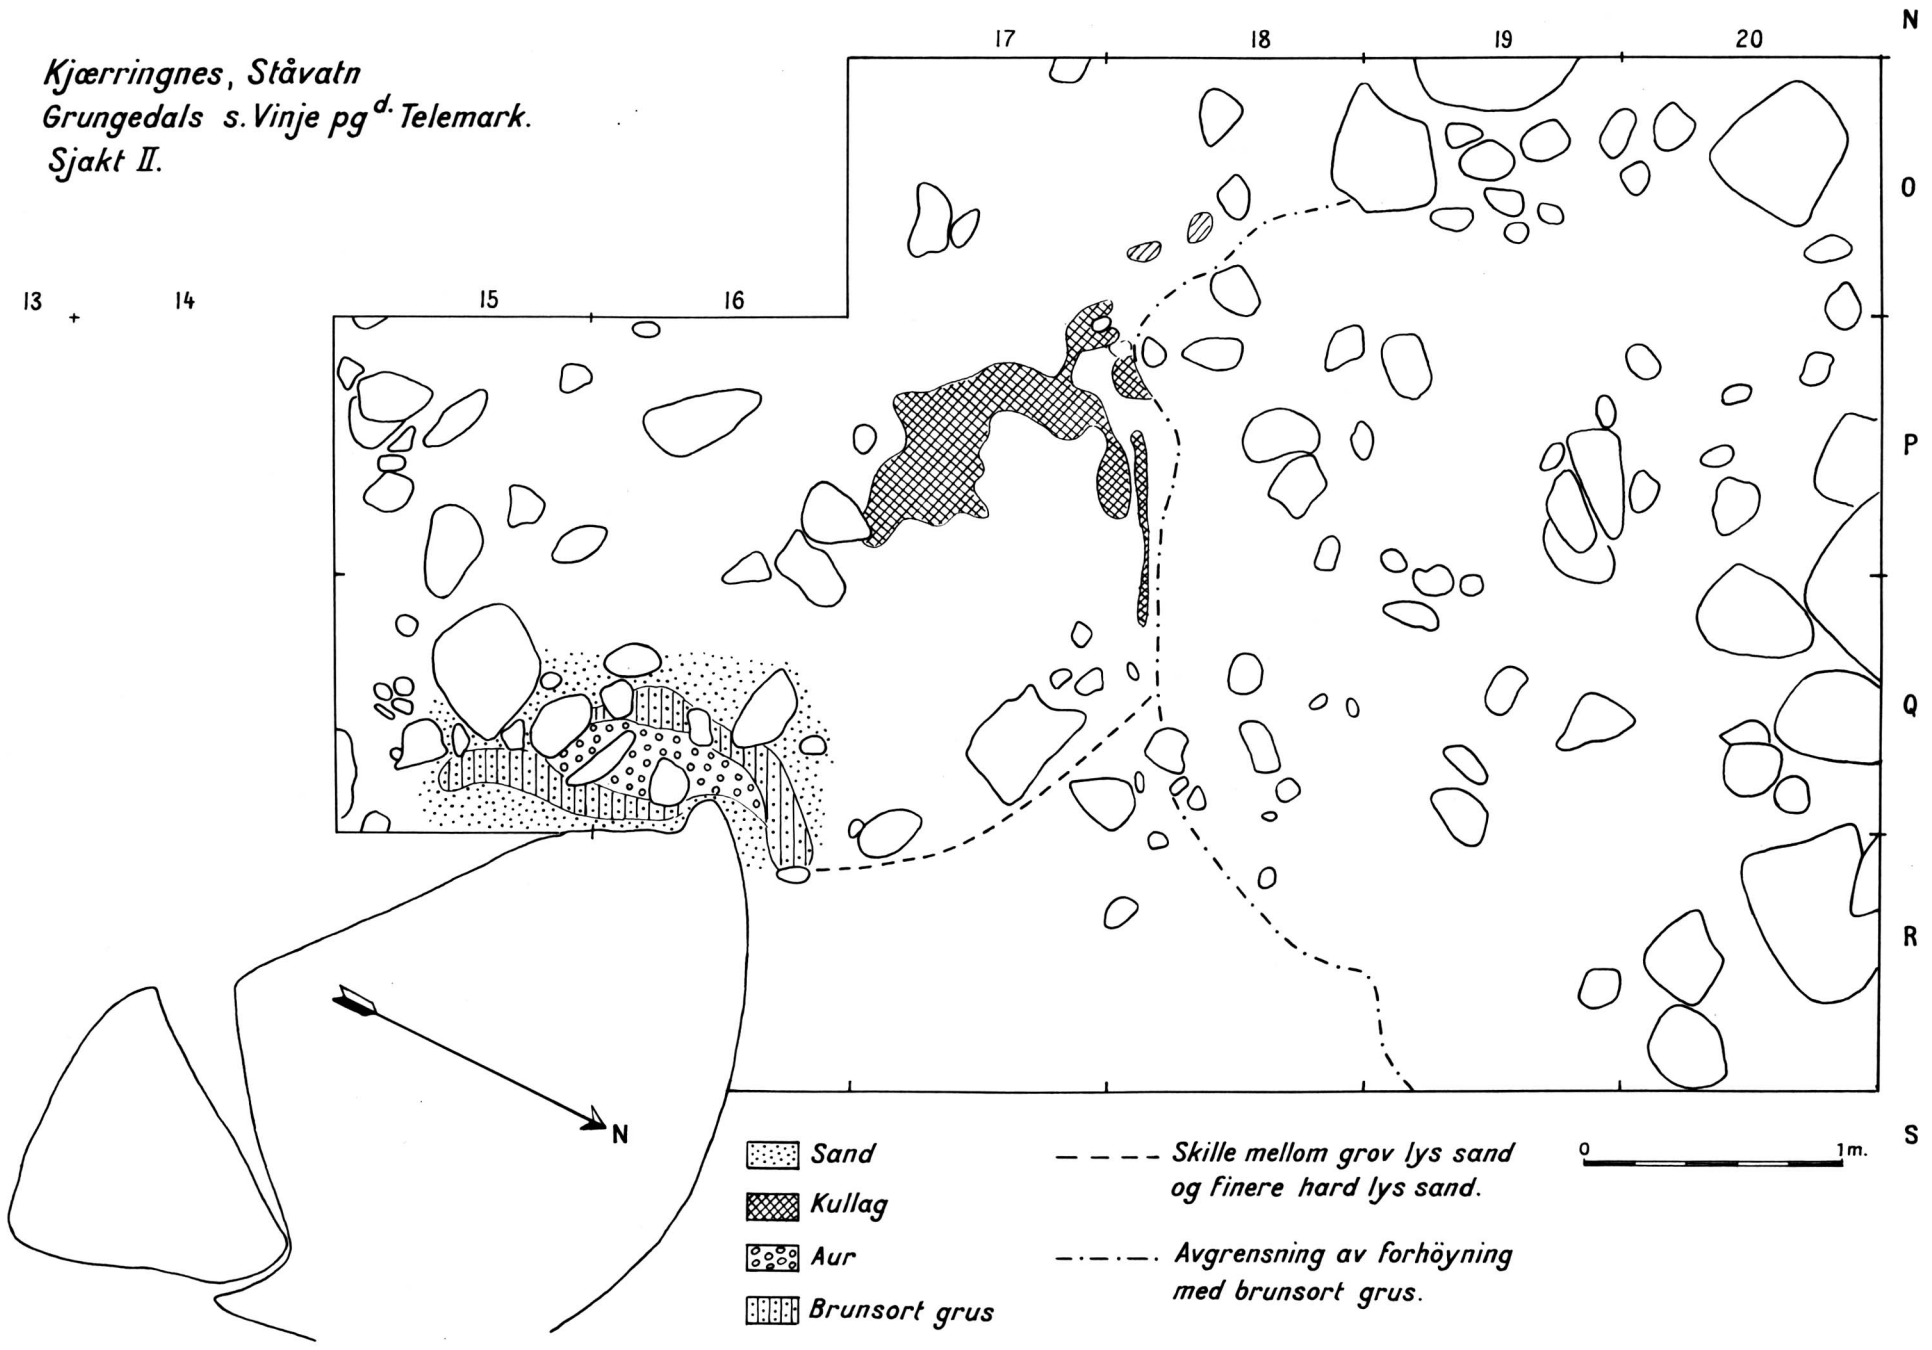 Kjærringnes, Ståvatn
Grungedals s. Vinje pgd. Telemark.
Sjakt II.
17 18 19 20
N
O
13 14 15 16
P
Q
R
S
N
Sand
Kullag
Aur
Brunsort grus
Skille mellom grov lys sand
og finere hard lys sand.
Avgrensning av forhöyning
med brunsort grus.
0 1m.